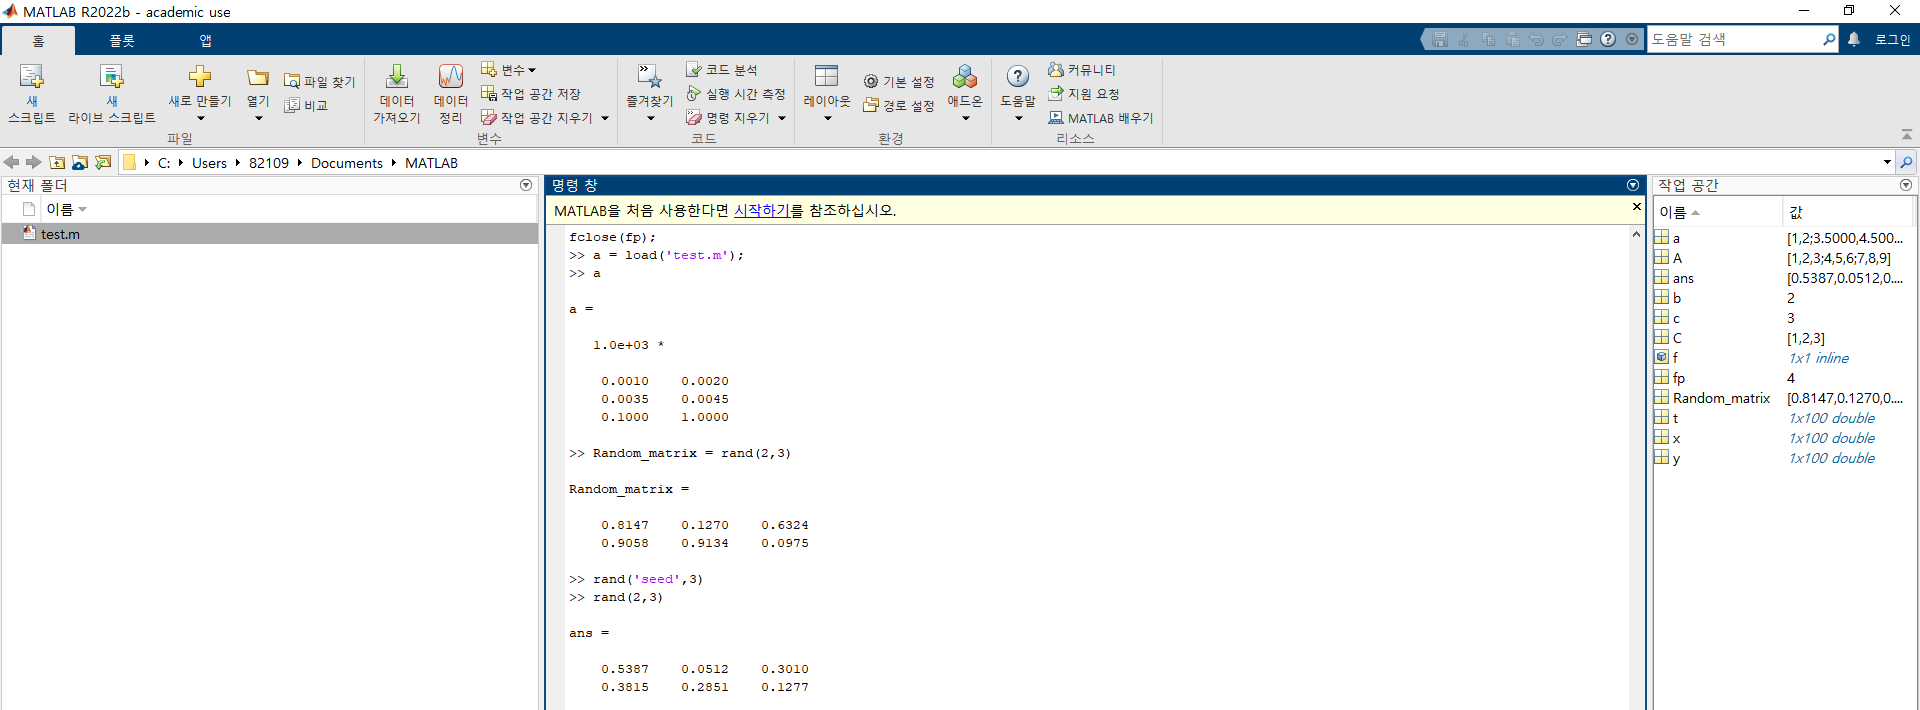 MATLAB R2022b - academic use
홈 플롯 앱
도움말 검색 로그인
새 스크립트
새 라이브 스크립트
새로 만들기
열기
파일 찾기
비교
파일
데이터 가져오기
데이터 정리
변수
작업 공간 저장
작업 공간 지우기
변수
즐겨찾기
코드 분석
실행 시간 측정
명령 지우기
코드
레이아웃
기본 설정
경로 설정
애드온
환경
도움말
커뮤니티
지원 요청
MATLAB 배우기
리소스
C: Users 82109 Documents MATLAB
현재 폴더
이름
test.m
명령 창
MATLAB을 처음 사용한다면 시작하기를 참조하십시오.
fclose(fp);
>> a = load('test.m');
>> a
a =
1.0e+03 *
0.0010 0.0020
0.0035 0.0045
0.1000 1.0000
>> Random_matrix = rand(2,3)
Random_matrix =
0.8147 0.1270 0.6324
0.9058 0.9134 0.0975
>> rand('seed',3)
>> rand(2,3)
ans =
0.5387 0.0512 0.3010
0.3815 0.2851 0.1277
작업 공간
이름 값
a [1,2;3.5000,4.500...
A [1,2,3;4,5,6;7,8,9]
ans [0.5387,0.0512,0....
b 2
c 3
C [1,2,3]
f 1x1 inline
fp 4
Random_matrix [0.8147,0.1270,0....
t 1x100 double
x 1x100 double
y 1x100 double